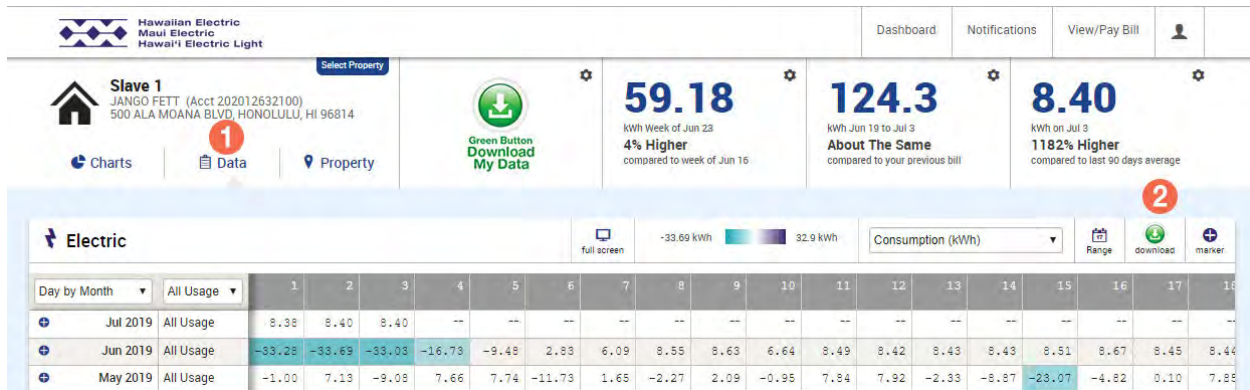 Hawaiian Electric
Maui Electric
Hawai'i Electric Light
Dashboard
Notifications
View/Pay Bill
Select Property
Slave 1
JANGO FETT (Acct 202012632100)
500 ALA MOANA BLVD, HONOLULU, HI 96814
1
Charts
Data
Property
Green Button
Download
My Data
59.18
kWh Week of Jun 23
4% Higher
compared to week of Jun 16
124.3
kWh Jun 19 to Jul 3
About The Same
compared to your previous bill
8.40
kWh on Jul 3
1182% Higher
compared to last 90 days average
2
Electric
full screen
-33.69 kWh 32.9 kWh
Consumption (kWh)
Range
download
marker
Day by Month All Usage 1 2 3 4 5 6 7 8 9 10 11 12 13 14 15 16 17 18
Jul 2019 All Usage 8.38 8.40 8.40 -- -- -- -- -- -- -- -- -- -- -- -- -- -- --
Jun 2019 All Usage -33.28 -33.69 -33.03 -16.73 -9.48 2.83 6.09 8.55 8.63 6.64 8.49 8.42 8.43 8.43 8.51 8.67 8.45 8.44
May 2019 All Usage -1.00 7.13 -9.08 7.66 7.74 -11.73 1.65 -2.27 2.09 -0.95 7.84 7.92 -2.33 -8.87 -23.07 -4.82 0.10